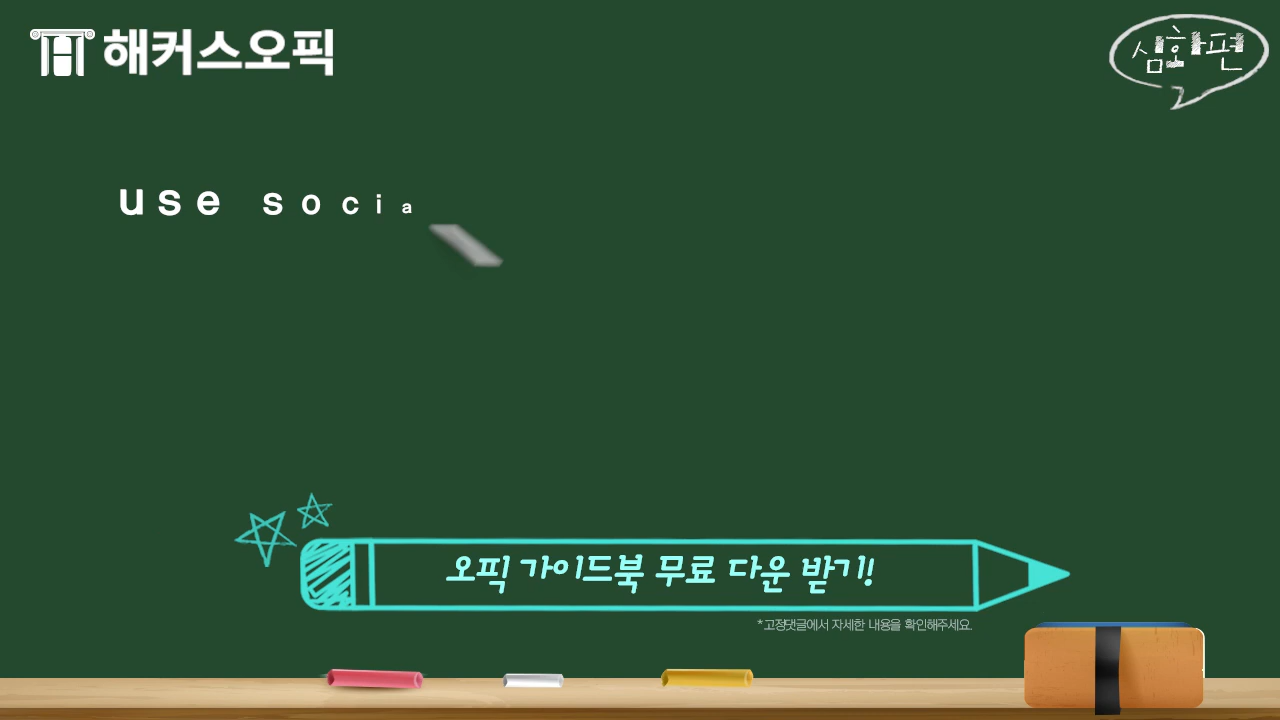 해커스오픽
심화편
use socia
오픽 가이드북 무료 다운 받기!
*고정댓글에서 자세한 내용을 확인해주세요.